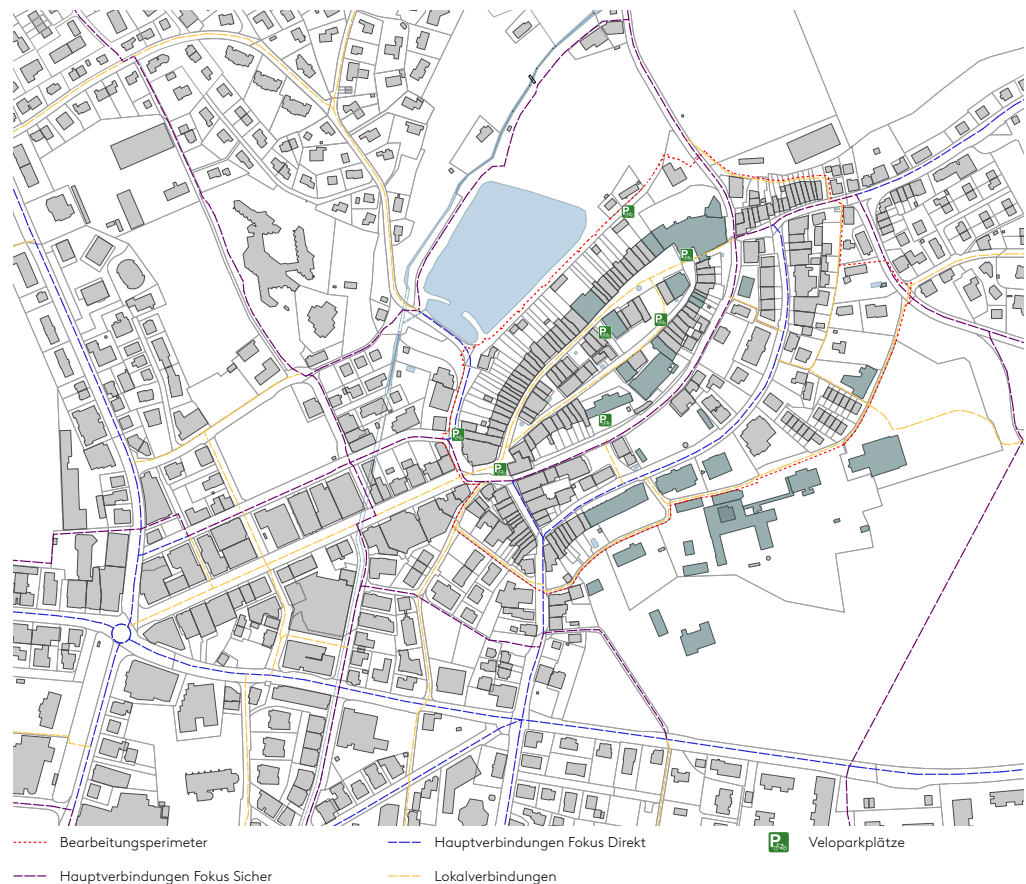 Bearbeitungsperimeter
Hauptverbindungen Fokus Direkt
P
Veloparkplätze
Hauptverbindungen Fokus Sicher
Lokalverbindungen